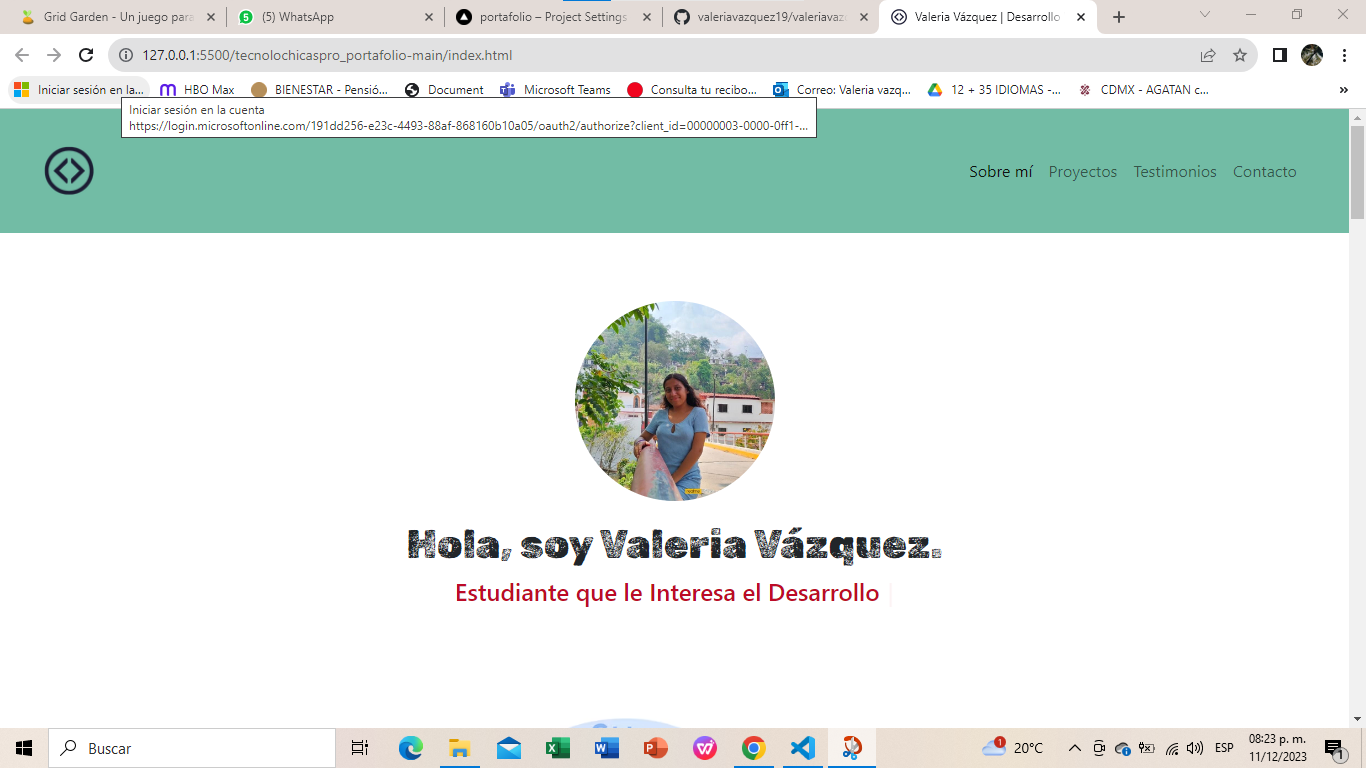 Grid Garden - Un juego para
(5) WhatsApp
portafolio – Project Settings
valeriavazquez19/valeriavaz
Valeria Vázquez | Desarrollo
127.0.0.1:5500/tecnolochicaspro_portafolio-main/index.html
Iniciar sesión en la...
HBO Max
BIENESTAR - Pensió...
Document
Microsoft Teams
Consulta tu recibo...
Correo: Valeria vazq...
12 + 35 IDIOMAS -...
CDMX - AGATAN c...
»
Iniciar sesión en la cuenta
https://login.microsoftonline.com/191dd256-e23c-4493-88af-868160b10a05/oauth2/authorize?client_id=00000003-0000-0ff1-...
Sobre mí
Proyectos
Testimonios
Contacto
Hola, soy Valeria Vázquez.
Estudiante que le Interesa el Desarrollo
Buscar
1
20°C
ESP
08:23 p. m.
11/12/2023
1